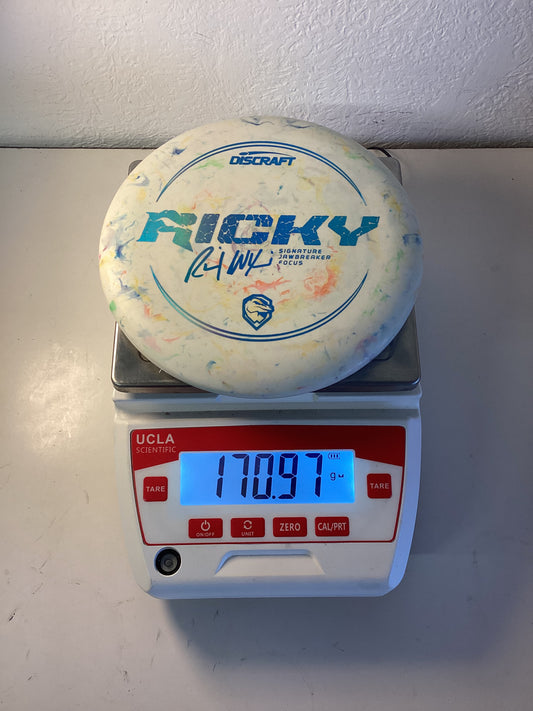 DISCRAFT
RICKY
SIGNATURE
JAWBREAKER
FOCUS
UCLA
SCIENTIFIC
170.97
g
TARE
TARE
ON/OFF
UNIT
ZERO
CAL/PRT